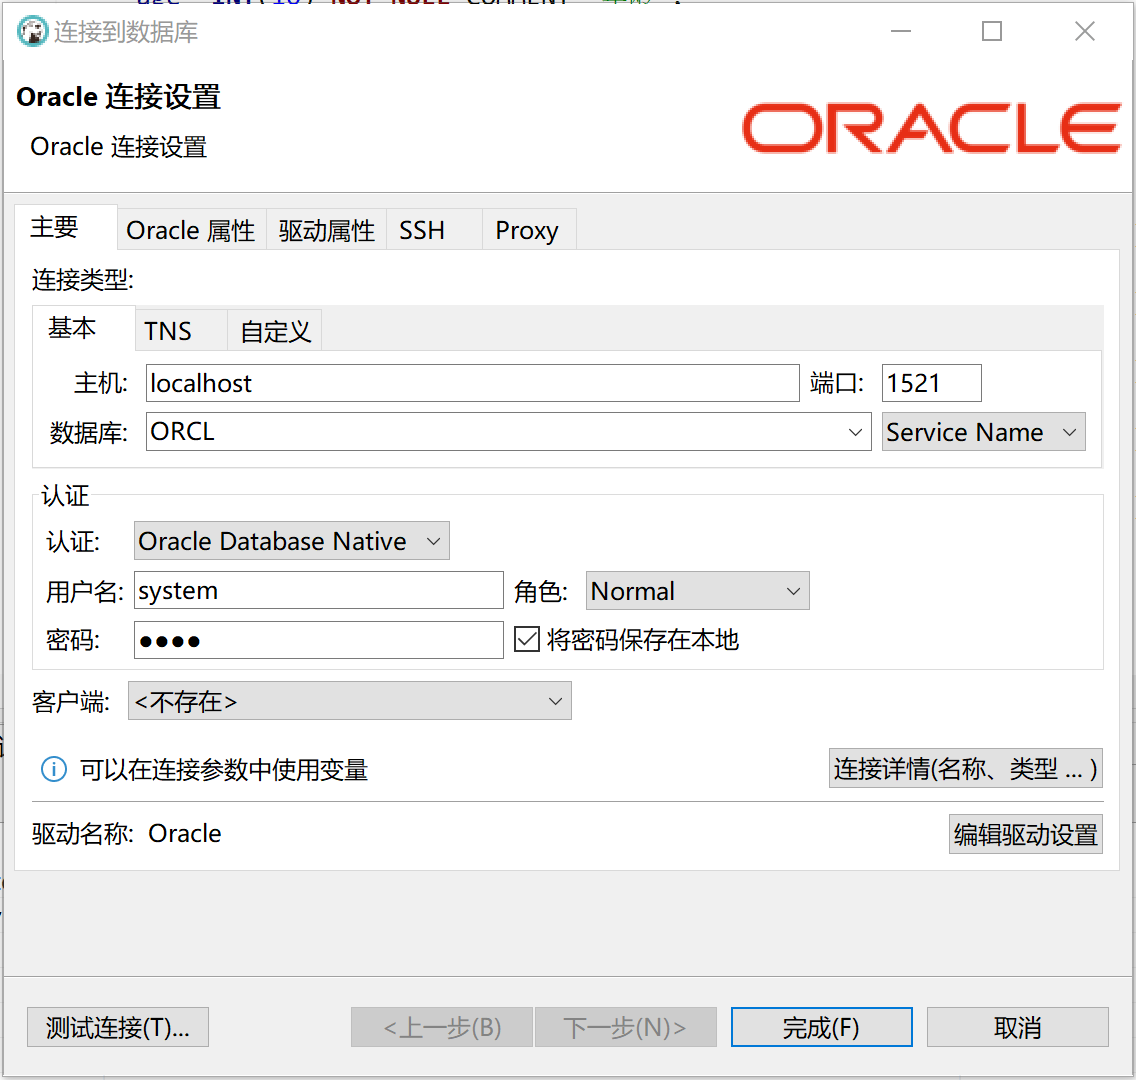 连接到数据库
Oracle 连接设置
Oracle 连接设置
ORACLE
主要 Oracle 属性 驱动属性 SSH Proxy
连接类型:
基本 TNS 自定义
主机: localhost 端口: 1521
数据库: ORCL Service Name
认证
认证: Oracle Database Native
用户名: system 角色: Normal
密码: ●●●● 将密码保存在本地
客户端: <不存在>
可以在连接参数中使用变量 连接详情(名称、类型 ... )
驱动名称: Oracle 编辑驱动设置
测试连接(T)... <上一步(B) 下一步(N)> 完成(F) 取消